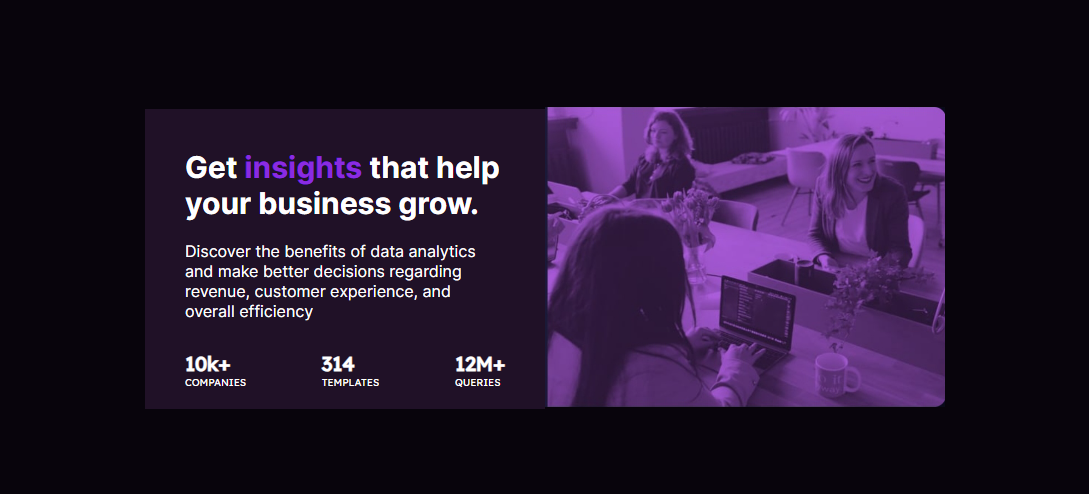 Get insights that help
your business grow.
Discover the benefits of data analytics
and make better decisions regarding
revenue, customer experience, and
overall efficiency
10k+ 314 12M+
COMPANIES TEMPLATES QUERIES